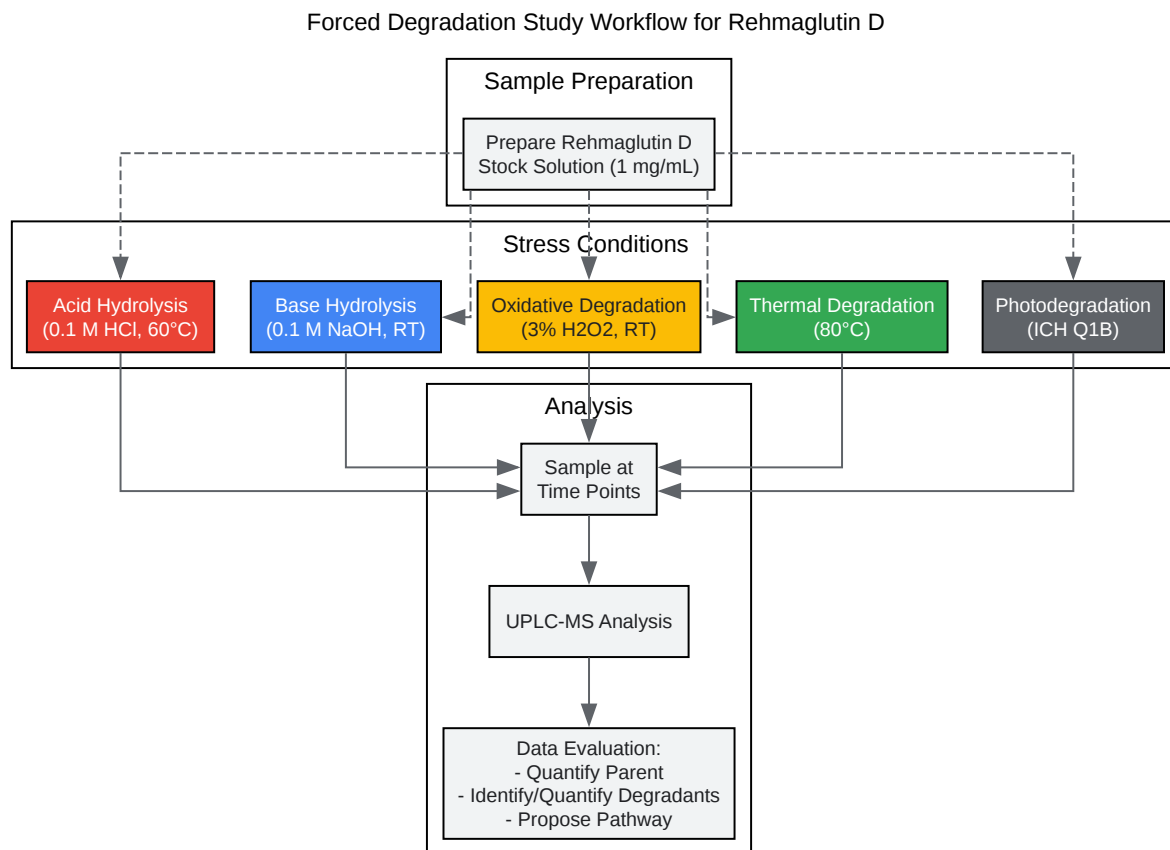 Forced Degradation Study Workflow for Rehmaglutin D
Sample Preparation
Prepare Rehmaglutin D
Stock Solution (1 mg/mL)
Stress Conditions
Acid Hydrolysis
(0.1 M HCl, 60°C)
Base Hydrolysis
(0.1 M NaOH, RT)
Oxidative Degradation
(3% H2O2, RT)
Thermal Degradation
(80°C)
Photodegradation
(ICH Q1B)
Analysis
Sample at
Time Points
UPLC-MS Analysis
Data Evaluation:
- Quantify Parent
- Identify/Quantify Degradants
- Propose Pathway